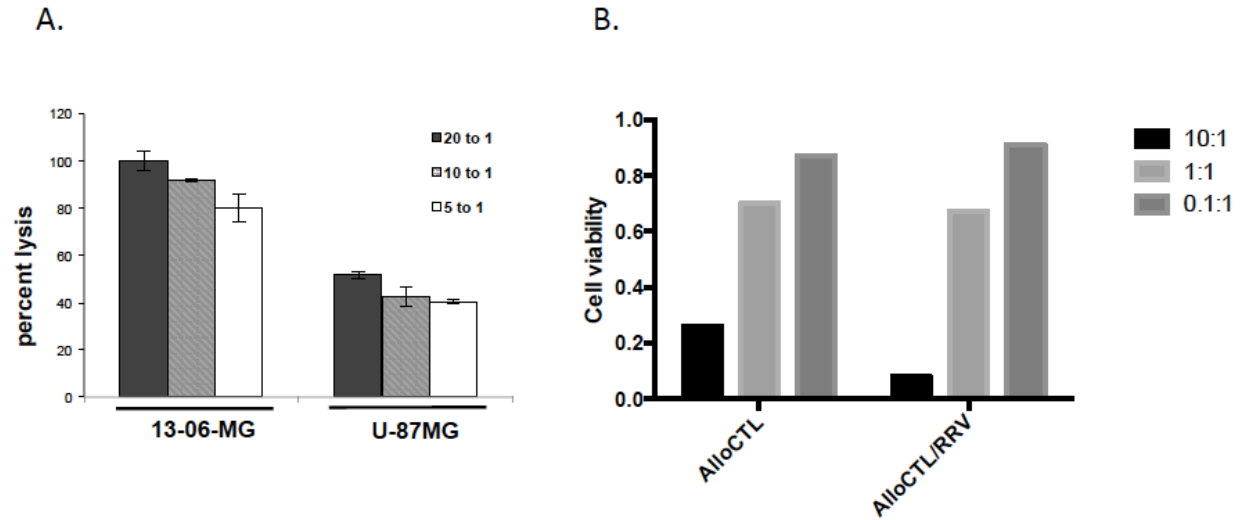 A.
percent lysis
120
100
80
60
40
20
0
20 to 1
10 to 1
5 to 1
13-06-MG
U-87MG
B.
Cell viability
1.0
0.8
0.6
0.4
0.2
0.0
10:1
1:1
0.1:1
AlloCTL
AlloCTL/RRV